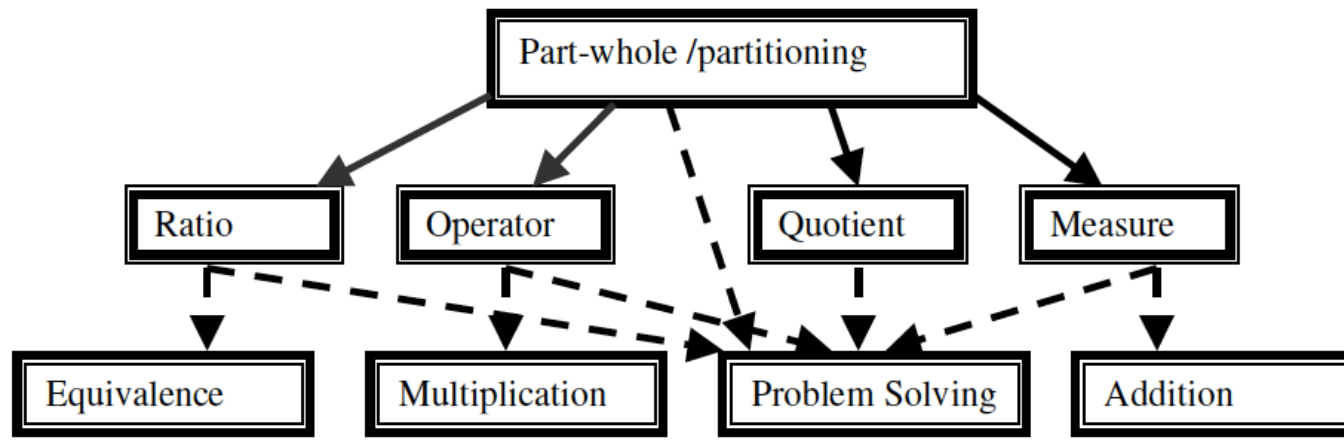 Part-whole /partitioning
Ratio
Operator
Quotient
Measure
Equivalence
Multiplication
Problem Solving
Addition